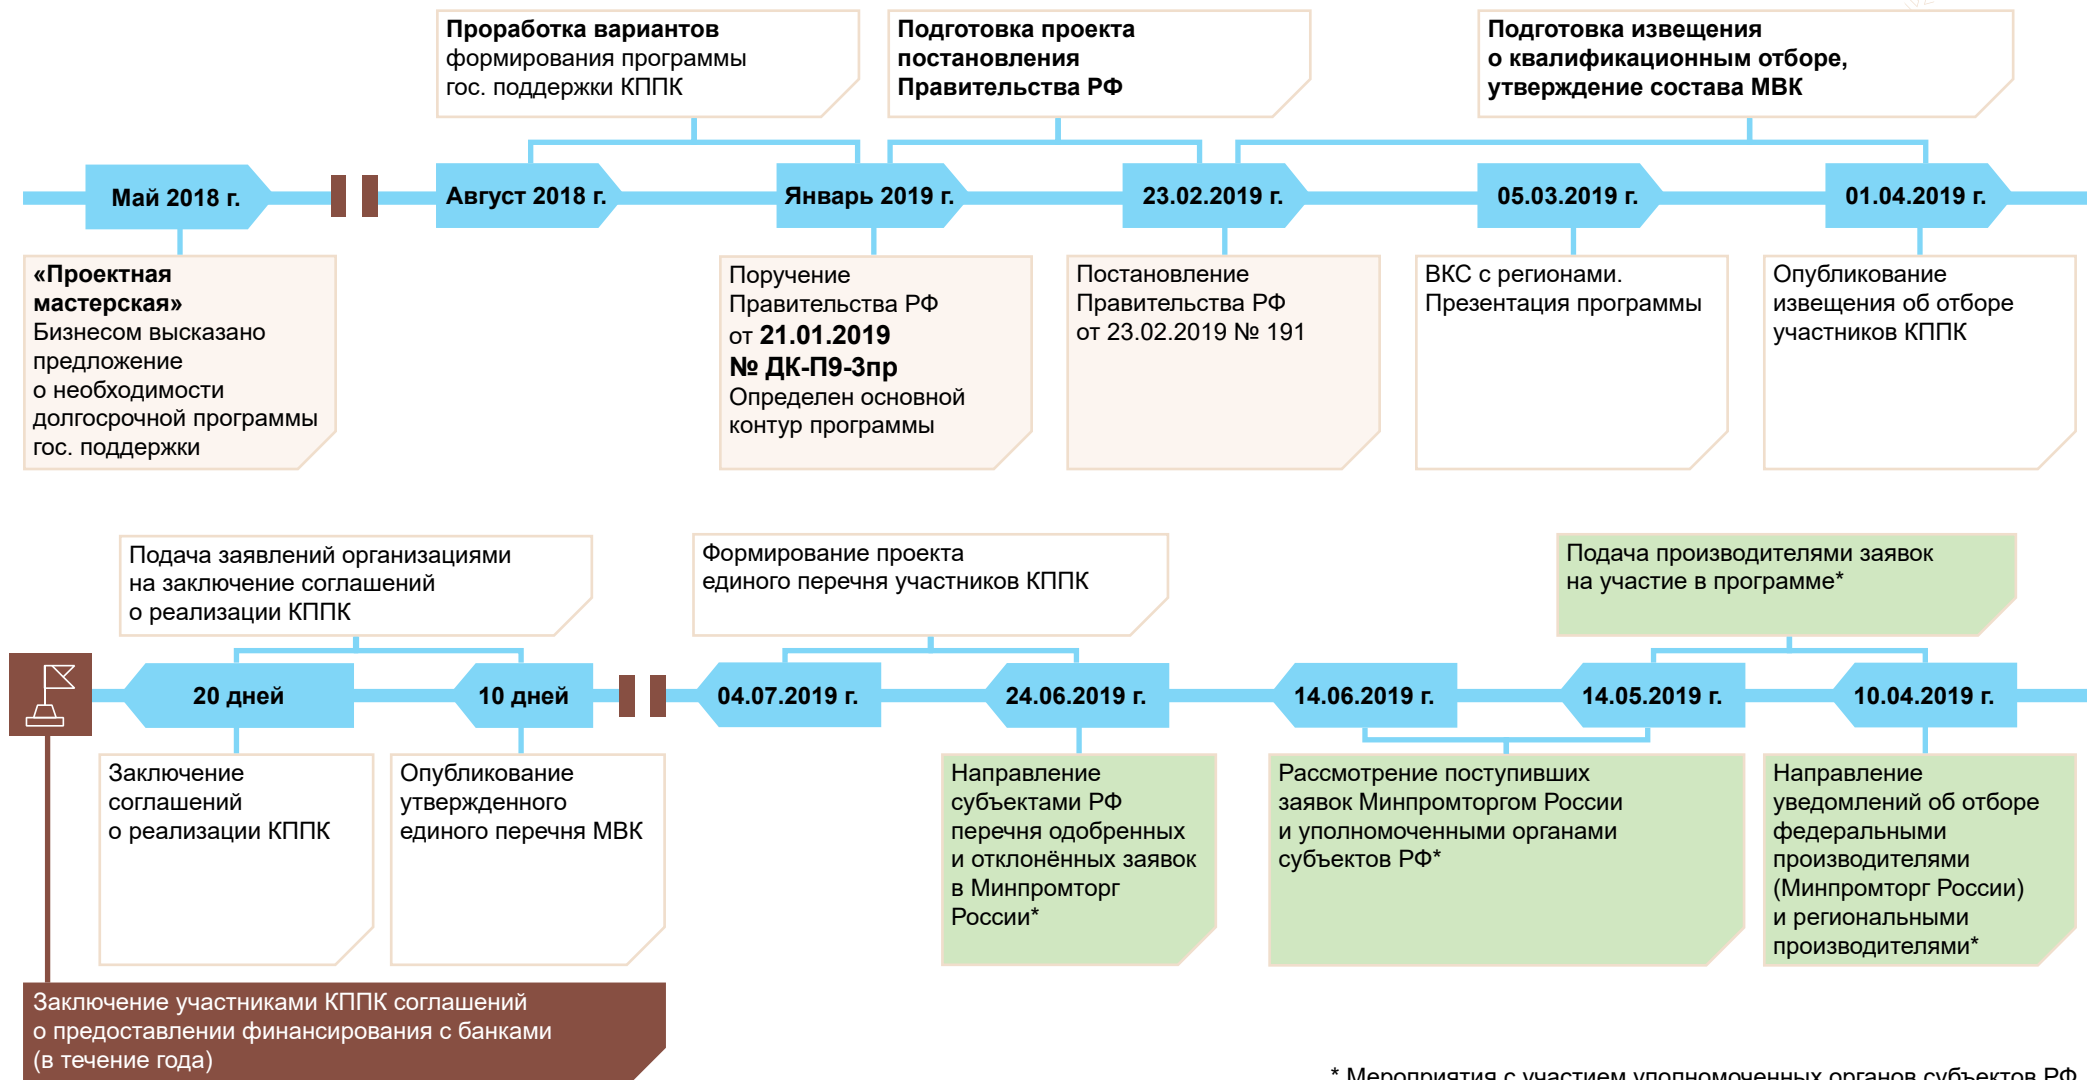 Проработка вариантов
формирования программы
гос. поддержки КППК
Подготовка проекта
постановления
Правительства РФ
Подготовка извещения
о квалификационным отборе,
утверждение состава МВК
Май 2018 г.
Август 2018 г.
Январь 2019 г.
23.02.2019 г.
05.03.2019 г.
01.04.2019 г.
«Проектная
мастерская»
Бизнесом высказано
предложение
о необходимости
долгосрочной программы
гос. поддержки
Поручение
Правительства РФ
от 21.01.2019
№ ДК-П9-3пр
Определен основной
контур программы
Постановление
Правительства РФ
от 23.02.2019 № 191
ВКС с регионами.
Презентация программы
Опубликование
извещения об отборе
участников КППК
Подача заявлений организациями
на заключение соглашений
о реализации КППК
Формирование проекта
единого перечня участников КППК
Подача производителями заявок
на участие в программе*
20 дней
10 дней
04.07.2019 г.
24.06.2019 г.
14.06.2019 г.
14.05.2019 г.
10.04.2019 г.
Заключение
соглашений
о реализации КППК
Опубликование
утвержденного
единого перечня МВК
Направление
субъектами РФ
перечня одобренных
и отклонённых заявок
в Минпромторг
России*
Рассмотрение поступивших
заявок Минпромторгом России
и уполномоченными органами
субъектов РФ*
Направление
уведомлений об отборе
федеральными
производителями
(Минпромторг России)
и региональными
производителями*
Заключение участниками КППК соглашений
о предоставлении финансирования с банками
(в течение года)
* Мероприятия с участием уполномоченных органов субъектов РФ